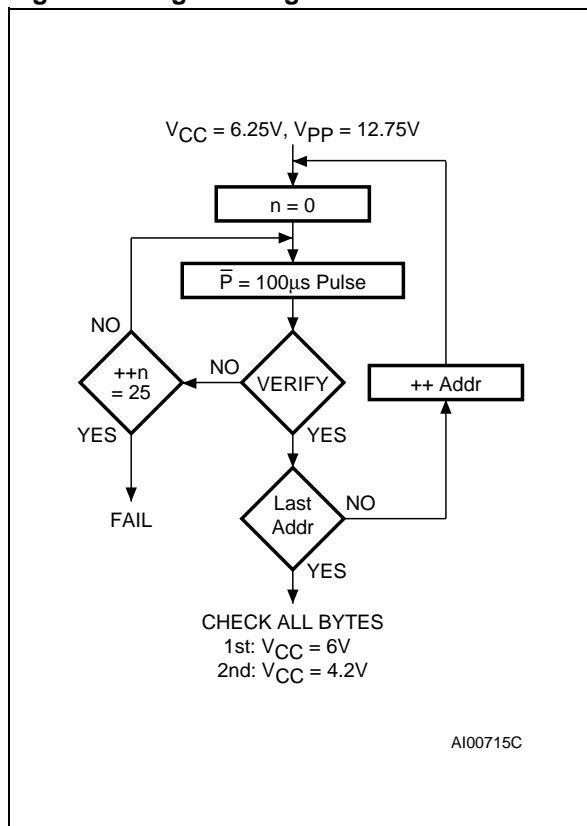 VCC = 6.25V, VPP = 12.75V
n = 0
P̅ = 100µs Pulse
NO
++n
= 25
NO
VERIFY
++ Addr
YES
YES
FAIL
Last
Addr
NO
YES
CHECK ALL BYTES
1st: VCC = 6V
2nd: VCC = 4.2V
AI00715C